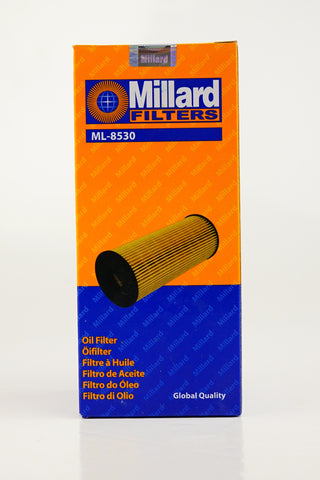 Millard
Millard
FILTERS
ML-8530
Oil Filter
Öifilter
Filtre à Huile
Filtro de Aceite
Filtro do Óleo
Filtro di Olio
Global Quality